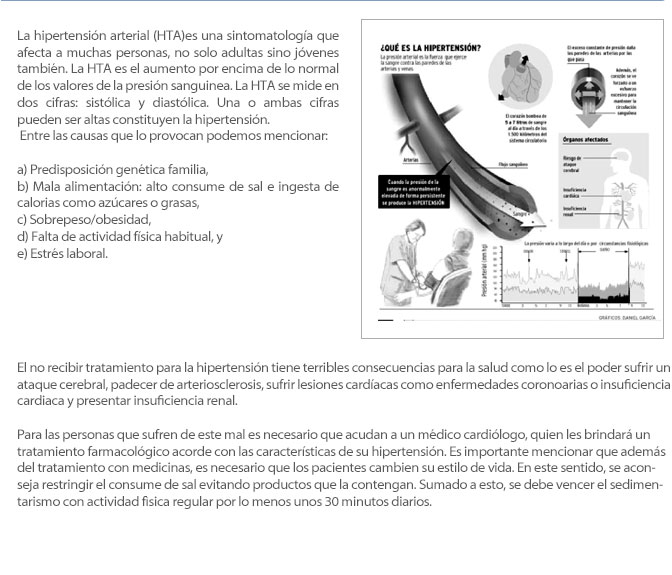 La hipertensión arterial (HTA)es una sintomatología que
afecta a muchas personas, no solo adultas sino jóvenes
también. La HTA es el aumento por encima de lo normal
de los valores de la presión sanguinea. La HTA se mide en
dos cifras: sistólica y diastólica. Una o ambas cifras
pueden ser altas constituyen la hipertensión.
Entre las causas que lo provocan podemos mencionar:
a) Predisposición genética familia,
b) Mala alimentación: alto consume de sal e ingesta de
calorias como azúcares o grasas,
c) Sobrepeso/obesidad,
d) Falta de actividad física habitual, y
e) Estrés laboral.
¿QUÉ ES LA HIPERTENSIÓN?
La presión arterial es la fuerza que ejerce
la sangre contra las paredes de las
arterias y venas
El corazón bombea de
5 a 7 litros de sangre
al día a través de los
1 500 kilómetros del
sistema circulatorio
El exceso constante de presión daña
las paredes de las arterias por las
que pasa
Además, el
corazón se ve
forzado a un
esfuerzo
excesivo para
mantener la
circulación
sanguínea
Arterias
Flujo sanguíneo
Sangre
Cuando la presión de la
sangre es anormalmente
elevada de forma persistente
se produce la HIPERTENSIÓN
Órganos afectados
Riesgo de
ataque
cerebral
Insuficiencia
cardíaca
Insuficiencia
renal
La presión varía a lo largo del día o por circunstancias fisiológicas
Presión arterial (mm hg)
GRÁFICOS: DANIEL GARCÍA
El no recibir tratamiento para la hipertensión tiene terribles consecuencias para la salud como lo es el poder sufrir un
ataque cerebral, padecer de arteriosclerosis, sufrir lesiones cardíacas como enfermedades coronoarias o insuficiencia
cardiaca y presentar insuficiencia renal.
Para las personas que sufren de este mal es necesario que acudan a un médico cardiólogo, quien les brindará un
tratamiento farmacológico acorde con las características de su hipertensión. Es importante mencionar que además
del tratamiento con medicinas, es necesario que los pacientes cambien su estilo de vida. En este sentido, se acon-
seja restringir el consume de sal evitando productos que la contengan. Sumado a esto, se debe vencer el sedimen-
tarismo con actividad fisica regular por lo menos unos 30 minutos diarios.